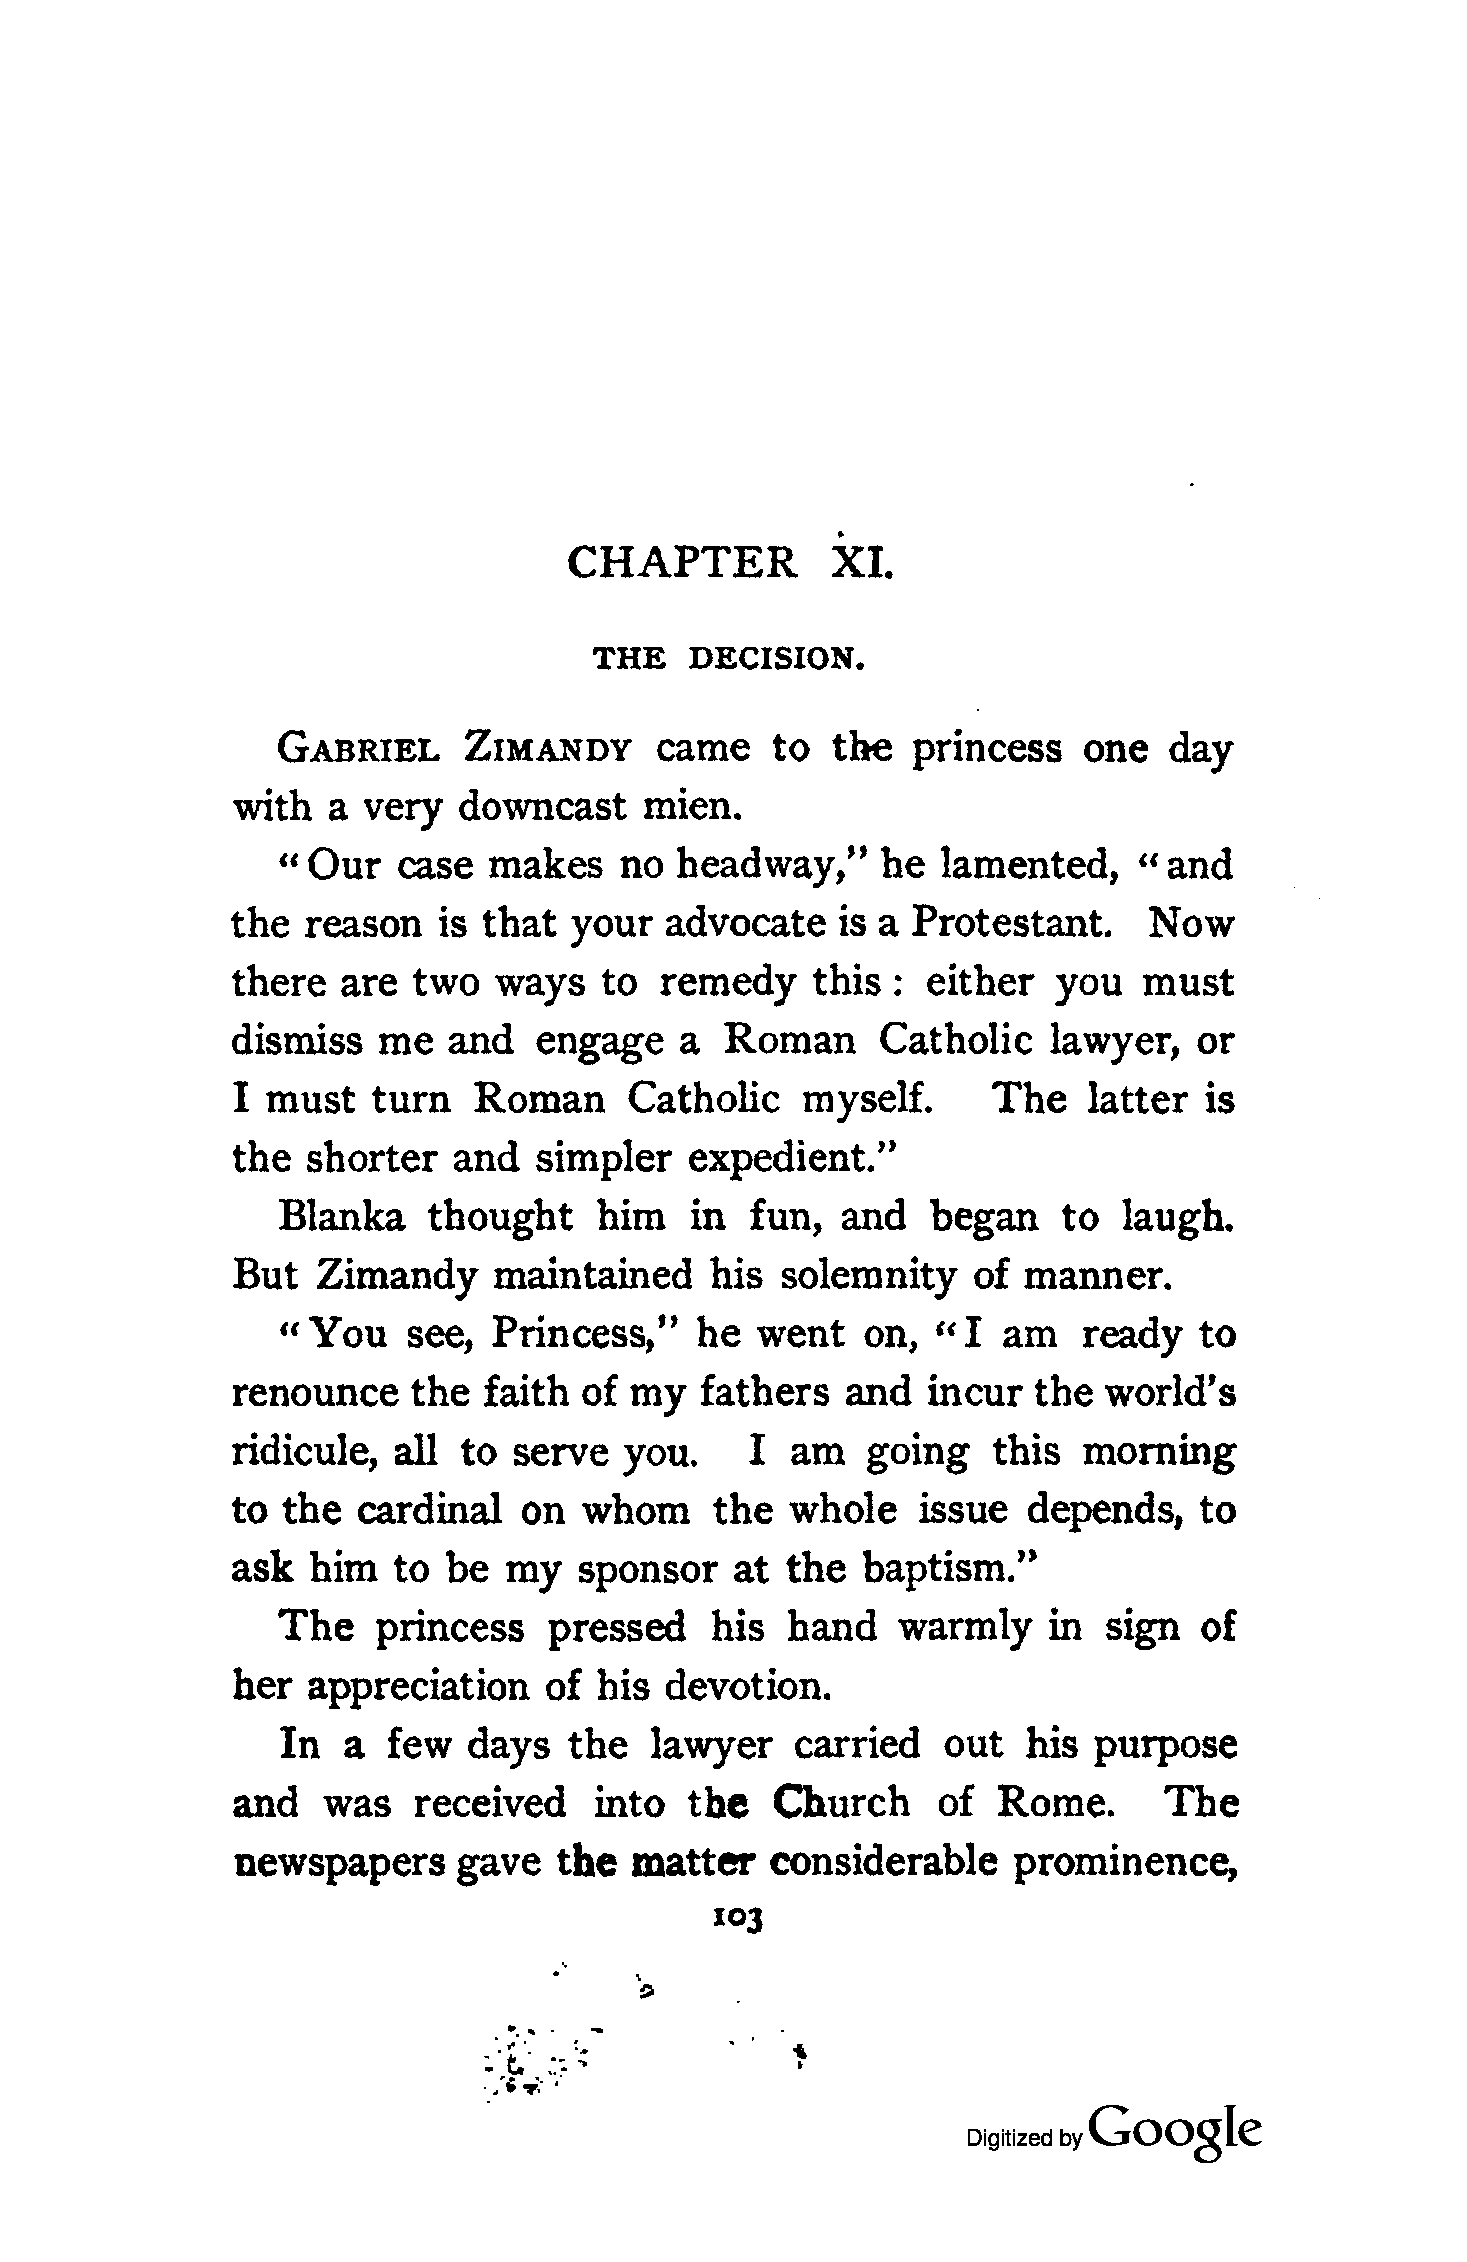 CHAPTER XI.
THE DECISION.
GABRIEL ZIMANDY came to the princess one day
with a very downcast mien.
"Our case makes no headway," he lamented, "and
the reason is that your advocate is a Protestant. Now
there are two ways to remedy this: either you must
dismiss me and engage a Roman Catholic lawyer, or
I must turn Roman Catholic myself. The latter is
the shorter and simpler expedient."
Blanka thought him in fun, and began to laugh.
But Zimandy maintained his solemnity of manner.
"You see, Princess," he went on, "I am ready to
renounce the faith of my fathers and incur the world's
ridicule, all to serve you. I am going this morning
to the cardinal on whom the whole issue depends, to
ask him to be my sponsor at the baptism."
The princess pressed his hand warmly in sign of
her appreciation of his devotion.
In a few days the lawyer carried out his purpose
and was received into the Church of Rome. The
newspapers gave the matter considerable prominence,
103
Digitized by Google